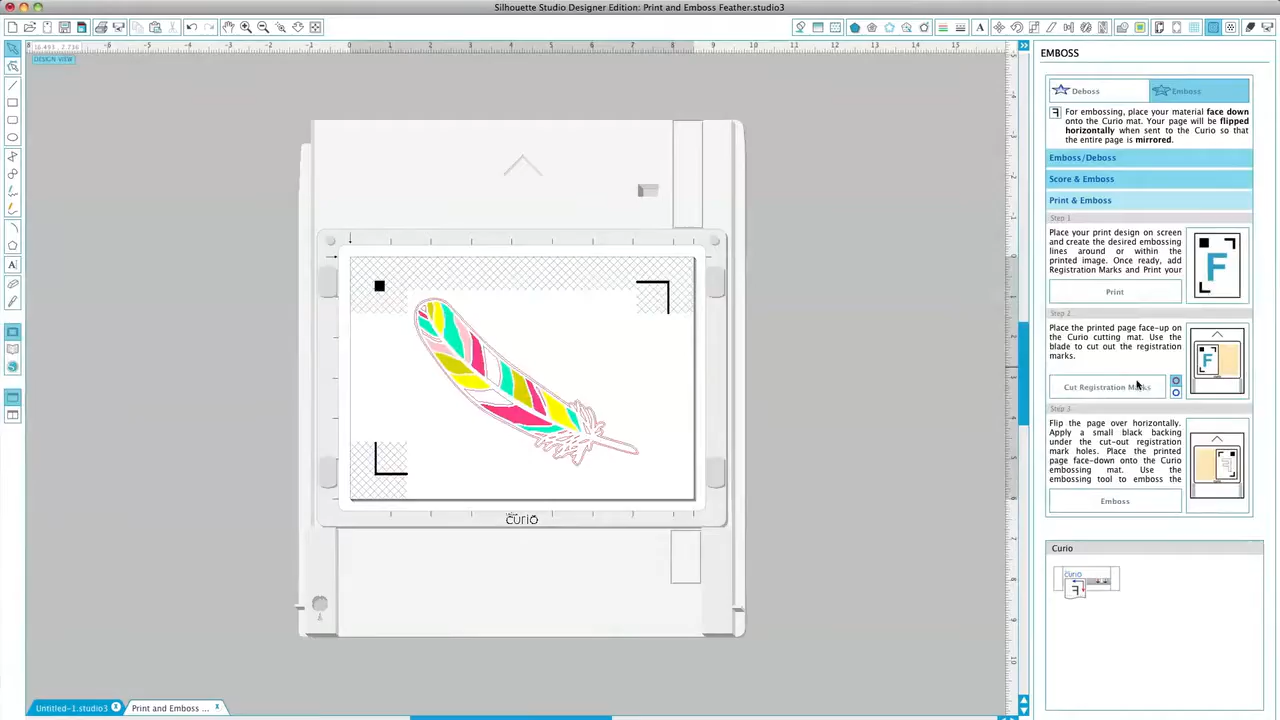 Silhouette Studio Designer Edition: Print and Emboss Feather.studio3
DESIGN VIEW
EMBOSS
Deboss
Emboss
For embossing, place your material face down
onto the Curio mat. Your page will be flipped
horizontally when sent to the Curio so that
the entire page is mirrored.
Emboss/Deboss
Score & Emboss
Print & Emboss
Step 1
Place your print design on screen
and create the desired embossing
lines around or within the
printed image. Once ready, add
Registration Marks and Print your
Print
Step 2
Place the printed page face-up on
the Curio cutting mat. Use the
blade to cut out the registration
marks.
Cut Registration Marks
Step 3
Flip the page over horizontally.
Apply a small black backing
under the cut-out registration
mark holes. Place the printed
page face-down onto the Curio
embossing mat. Use the
embossing tool to emboss the
Emboss
curio
Curio
Untitled-1.studio3
Print and Emboss ...